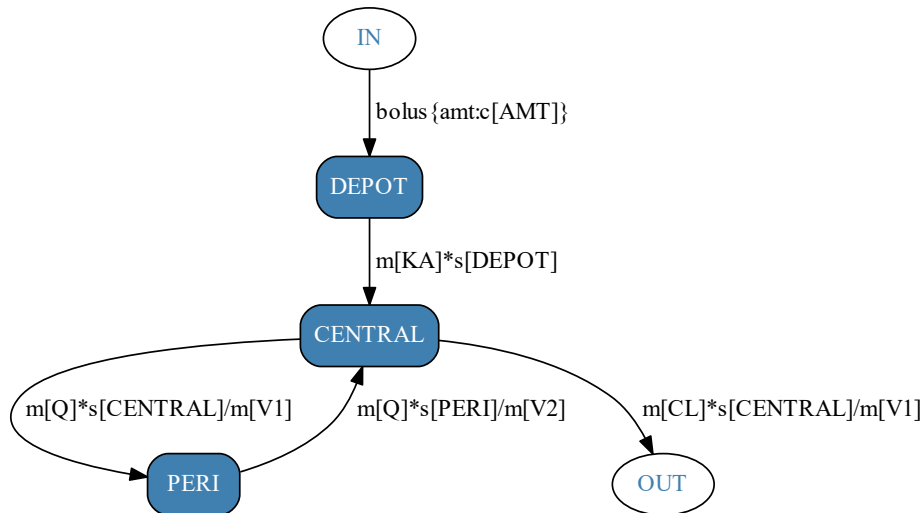 IN
bolus{amt:c[AMT]}
DEPOT
m[KA]*s[DEPOT]
CENTRAL
m[Q]*s[CENTRAL]/m[V1]
m[Q]*s[PERI]/m[V2]
m[CL]*s[CENTRAL]/m[V1]
PERI
OUT